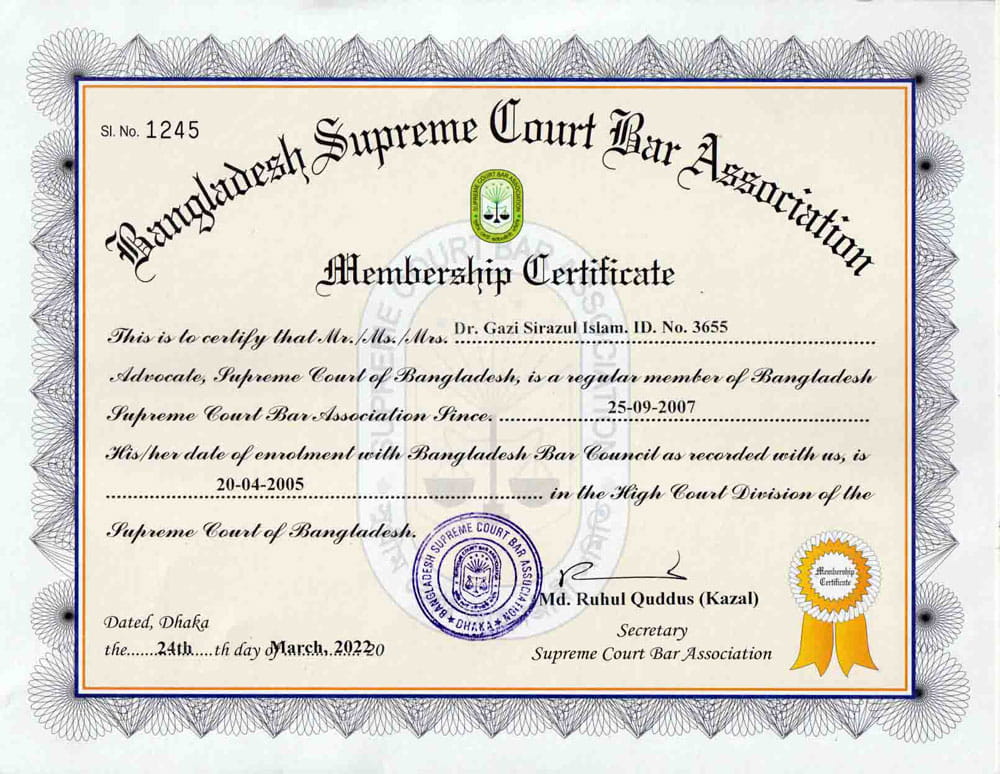 Sl. No. 1245
Bangladesh Supreme Court Bar Association
SUPREME COURT BAR ASSOCIATION
Membership Certificate
This is to certify that Mr./Ms./Mrs. Dr. Gazi Sirazul Islam. ID. No. 3655
Advocate, Supreme Court of Bangladesh, is a regular member of Bangladesh
Supreme Court Bar Association Since. 25-09-2007
His/her date of enrolment with Bangladesh Bar Council as recorded with us, is
20-04-2005 in the High Court Division of the
Supreme Court of Bangladesh.
BANGLADESH SUPREME COURT BAR ASSOCIATION
DHAKA
Membership
Certificate
Md. Ruhul Quddus (Kazal)
Secretary
Supreme Court Bar Association
Dated, Dhaka
the.......24th.....th day of March, 2022 20